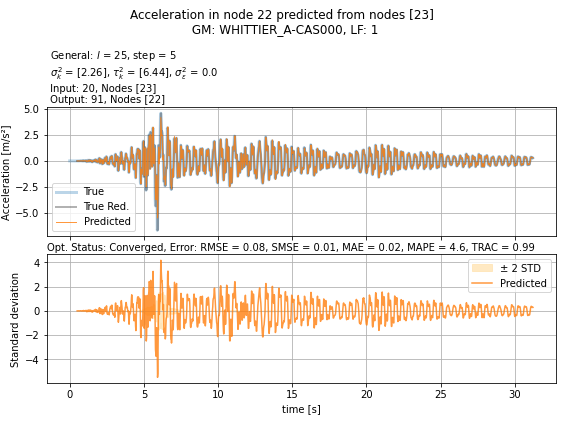 Acceleration in node 22 predicted from nodes [23]
GM: WHITTIER_A-CAS000, LF: 1
General: l = 25, step = 5
σ²ₖ = [2.26], τ²ₖ = [6.44], σ²ε = 0.0
Input: 20, Nodes [23]
Output: 91, Nodes [22]
Acceleration [m/s²]
5.0
2.5
0.0
−2.5
−5.0
True
True Red.
Predicted
Opt. Status: Converged, Error: RMSE = 0.08, SMSE = 0.01, MAE = 0.02, MAPE = 4.6, TRAC = 0.99
Standard deviation
4
2
0
−2
−4
± 2 STD
Predicted
0 5 10 15 20 25 30
time [s]